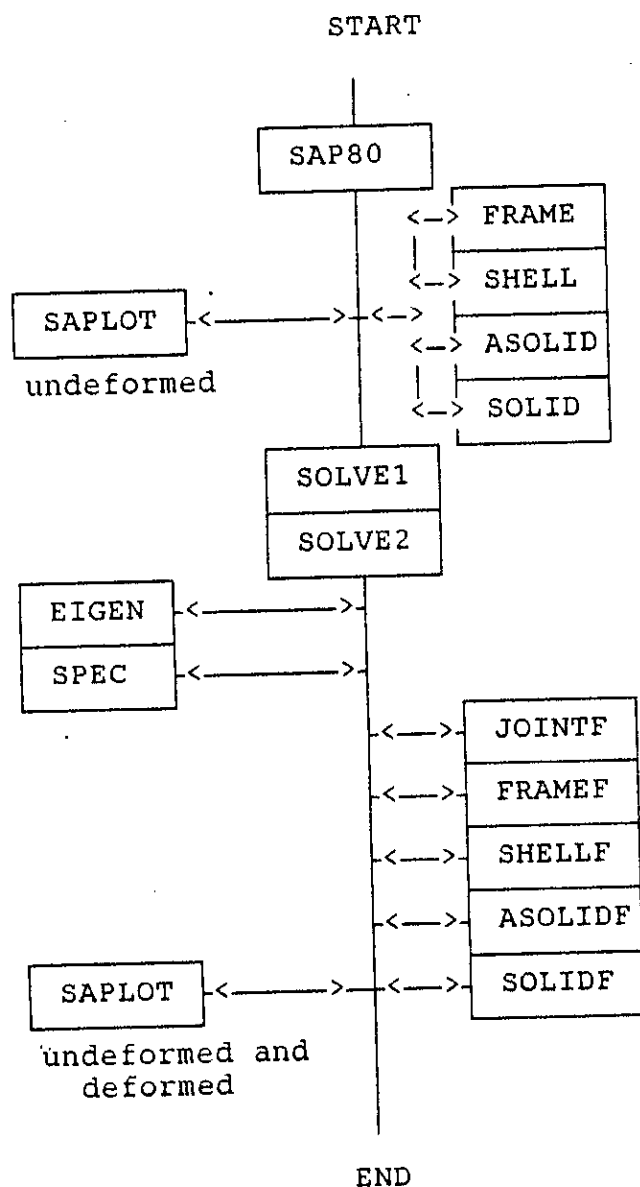 START
SAP80
FRAME
SHELL
SAPLOT
ASOLID
undeformed
SOLID
SOLVE1
SOLVE2
EIGEN
SPEC
JOINTF
FRAMEF
SHELLF
ASOLIDF
SAPLOT
SOLIDF
undeformed and
deformed
END